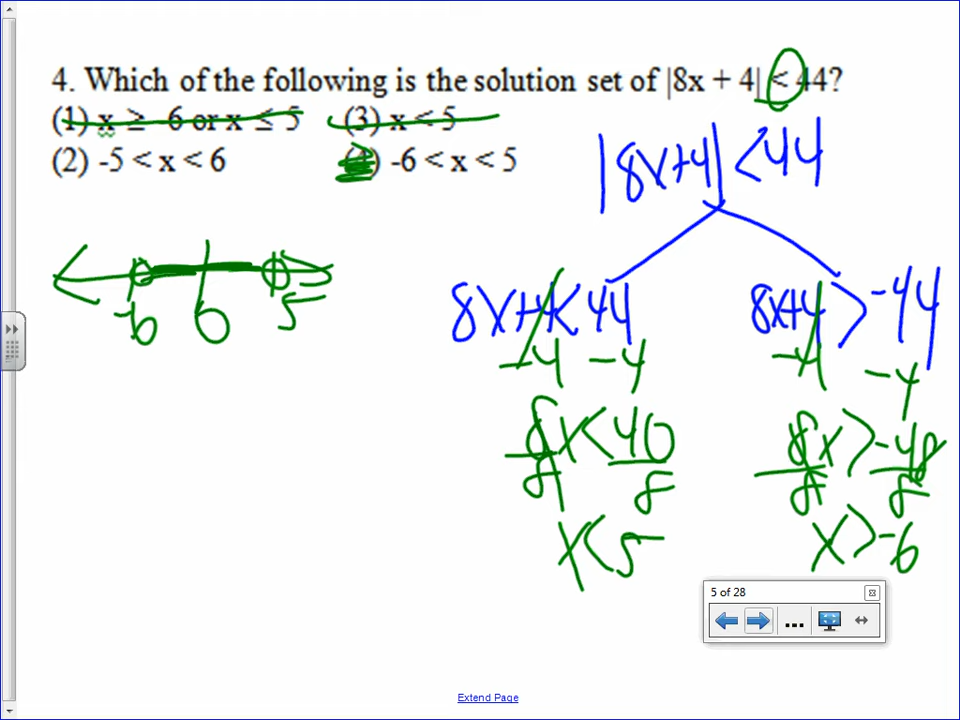 4. Which of the following is the solution set of |8x + 4| < 44?
(1) x ≥ -6 or x ≤ 5 (3) x < 5
(2) -5 < x < 6 (4) -6 < x < 5
|8x+4| < 44
-6 0 5
8x+4 < 44 8x+4 > -44
-4 -4 -4 -4
8x < 40 8x > -48
8 8 8 8
x < 5 x > -6
5 of 28
...
Extend Page